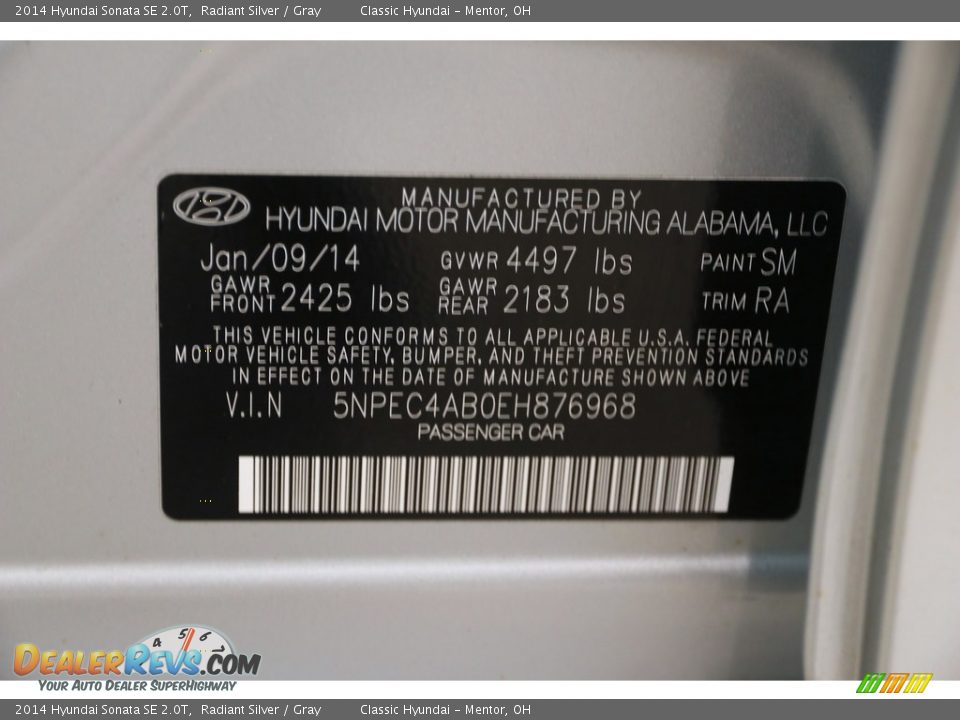 2014 Hyundai Sonata SE 2.0T, Radiant Silver / Gray Classic Hyundai – Mentor, OH
MANUFACTURED BY
HYUNDAI MOTOR MANUFACTURING ALABAMA, LLC
Jan/09/14 GVWR 4497 lbs PAINT SM
GAWR FRONT 2425 lbs GAWR REAR 2183 lbs TRIM RA
THIS VEHICLE CONFORMS TO ALL APPLICABLE U.S.A. FEDERAL
MOTOR VEHICLE SAFETY, BUMPER, AND THEFT PREVENTION STANDARDS
IN EFFECT ON THE DATE OF MANUFACTURE SHOWN ABOVE
V.I.N 5NPEC4AB0EH876968
PASSENGER CAR
4 5 6 7
DEALERREVS.COM
YOUR AUTO DEALER SUPERHIGHWAY
2014 Hyundai Sonata SE 2.0T, Radiant Silver / Gray Classic Hyundai – Mentor, OH